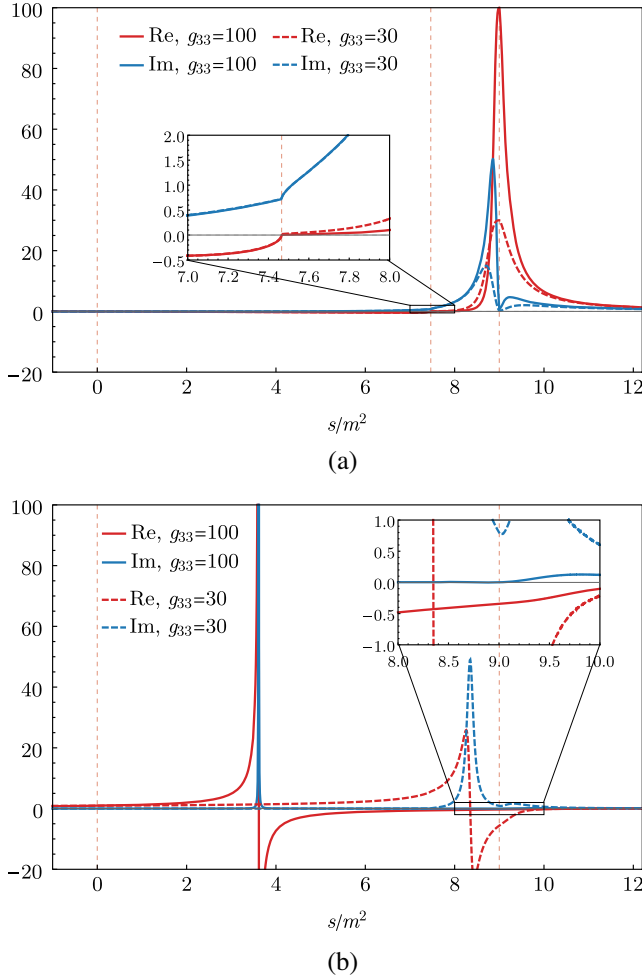 100
80
60
40
20
0
−20
Re, g₃₃=100
Re, g₃₃=30
Im, g₃₃=100
Im, g₃₃=30
2.0
1.5
1.0
0.5
0.0
−0.5
7.0 7.2 7.4 7.6 7.8 8.0
0 2 4 6 8 10 12
s/m²
(a)
100
80
60
40
20
0
−20
Re, g₃₃=100
Im, g₃₃=100
Re, g₃₃=30
Im, g₃₃=30
1.0
0.5
0.0
−0.5
−1.0
8.0 8.5 9.0 9.5 10.0
0 2 4 6 8 10 12
s/m²
(b)